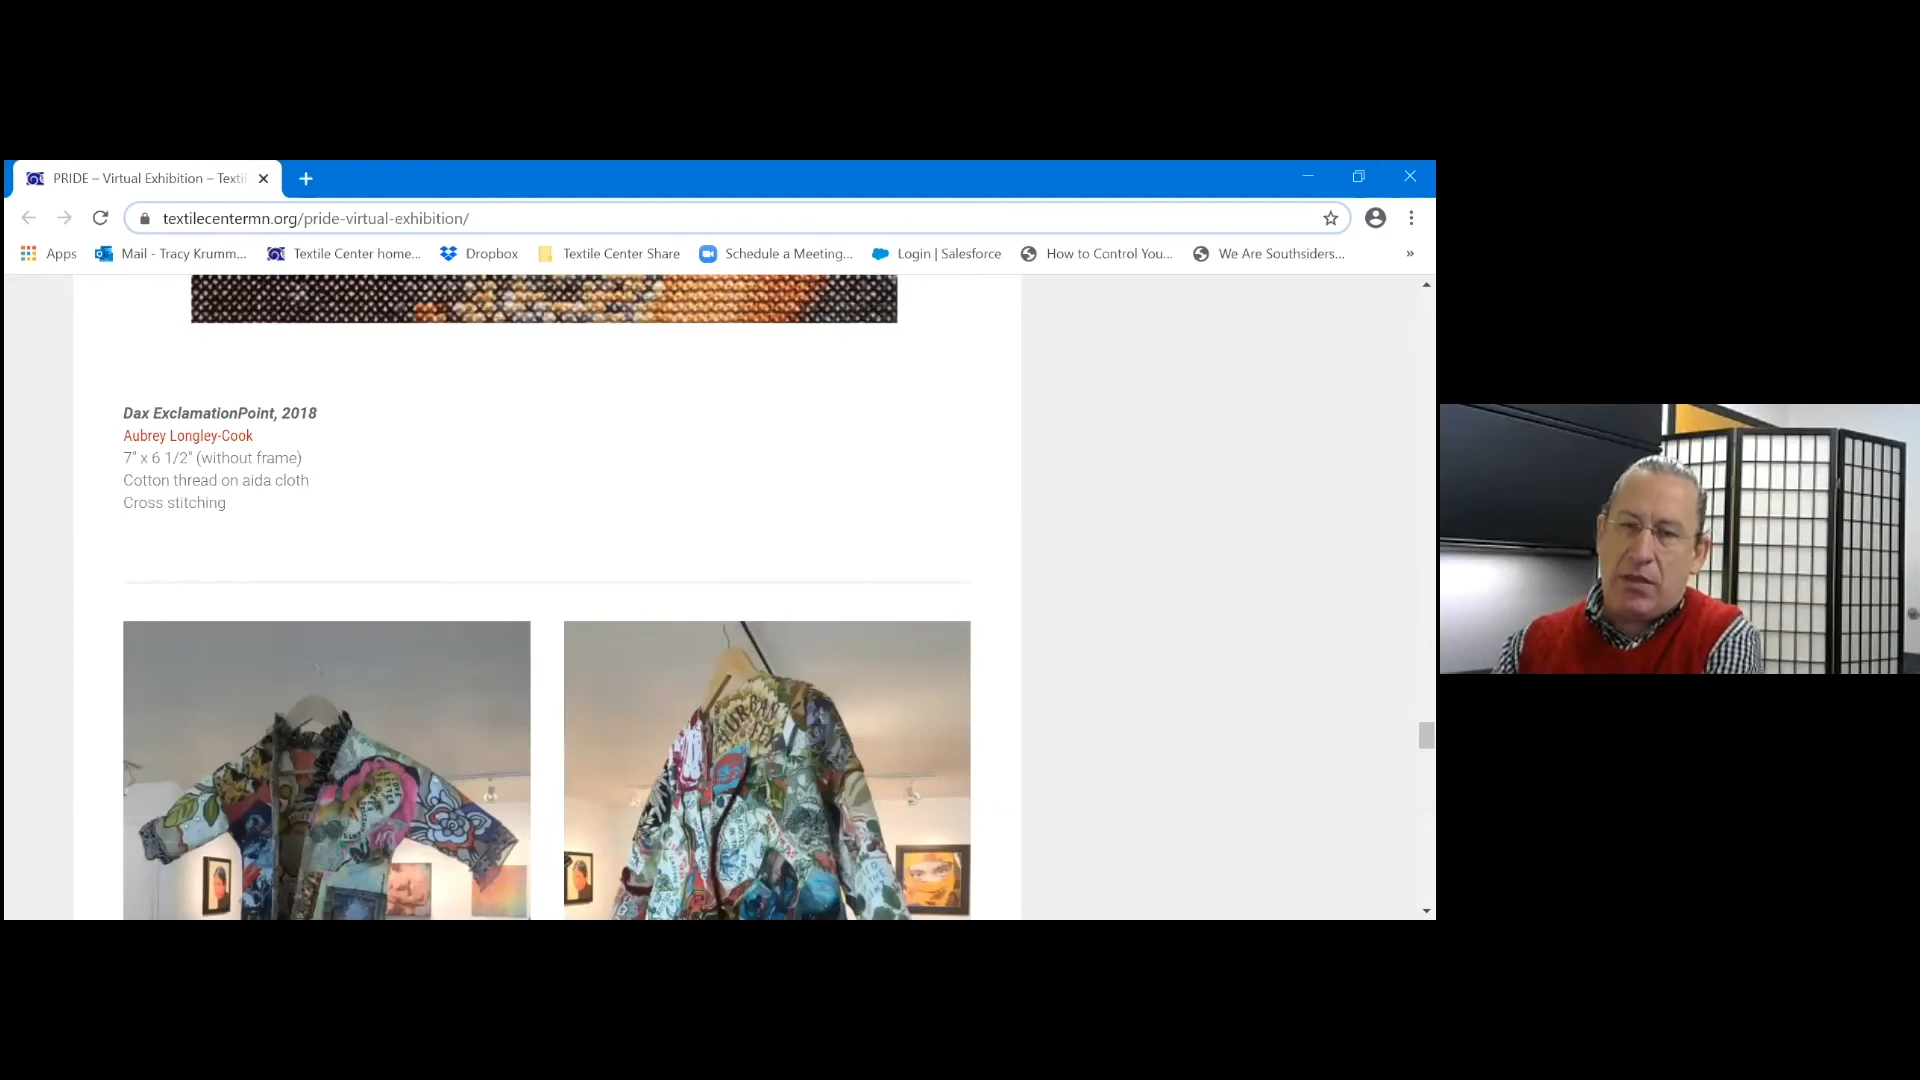 PRIDE – Virtual Exhibition – Texti
textilecentermn.org/pride-virtual-exhibition/
Apps Mail - Tracy Krumm... Textile Center home... Dropbox Textile Center Share Schedule a Meeting... Login | Salesforce How to Control You... We Are Southsiders... »
Dax ExclamationPoint, 2018
Aubrey Longley-Cook
7" x 6 1/2" (without frame)
Cotton thread on aida cloth
Cross stitching
URBAN